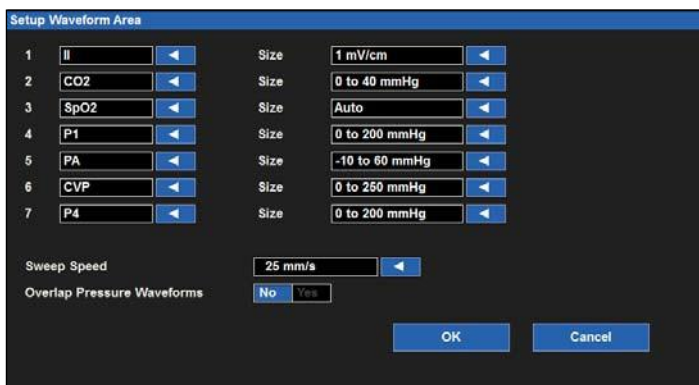 Setup Waveform Area
1 II Size 1 mV/cm
2 CO2 Size 0 to 40 mmHg
3 SpO2 Size Auto
4 P1 Size 0 to 200 mmHg
5 PA Size -10 to 60 mmHg
6 CVP Size 0 to 250 mmHg
7 P4 Size 0 to 200 mmHg
Sweep Speed 25 mm/s
Overlap Pressure Waveforms No Yes
OK Cancel